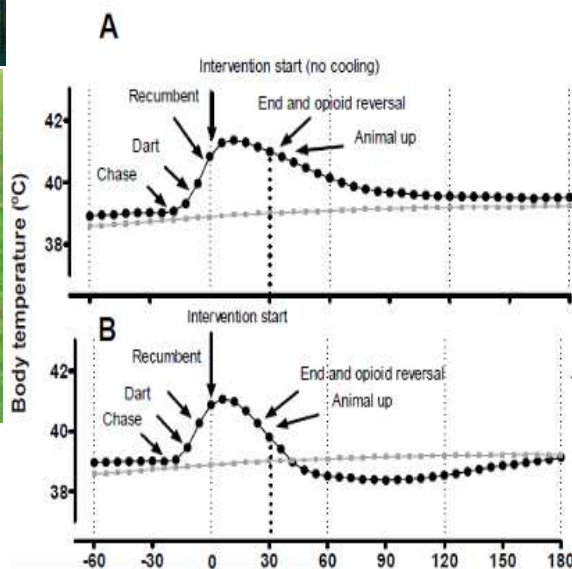 A
Intervention start (no cooling)
Recumbent
End and opioid reversal
Dart
Animal up
Chase
42
40
38
Body temperature (ºC)
B
Intervention start
Recumbent
End and opioid reversal
Dart
Animal up
Chase
42
40
38
-60 -30 0 30 60 90 120 150 180